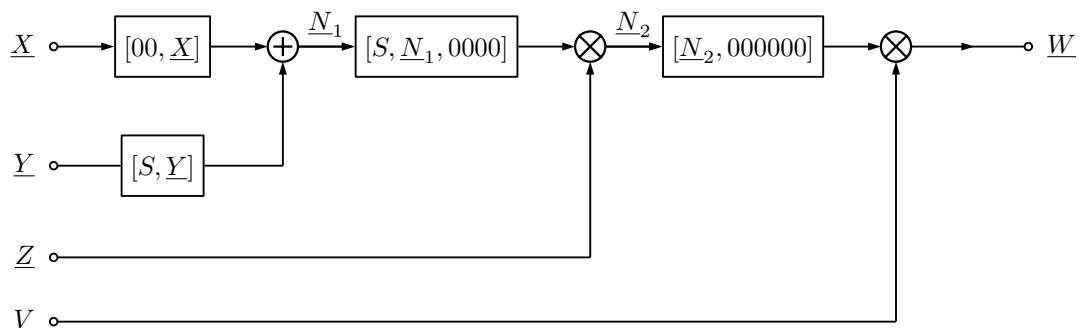 X [00, X] N₁ [S, N₁, 0000] N₂ [N₂, 000000] W
Y [S, Y]
Z
V